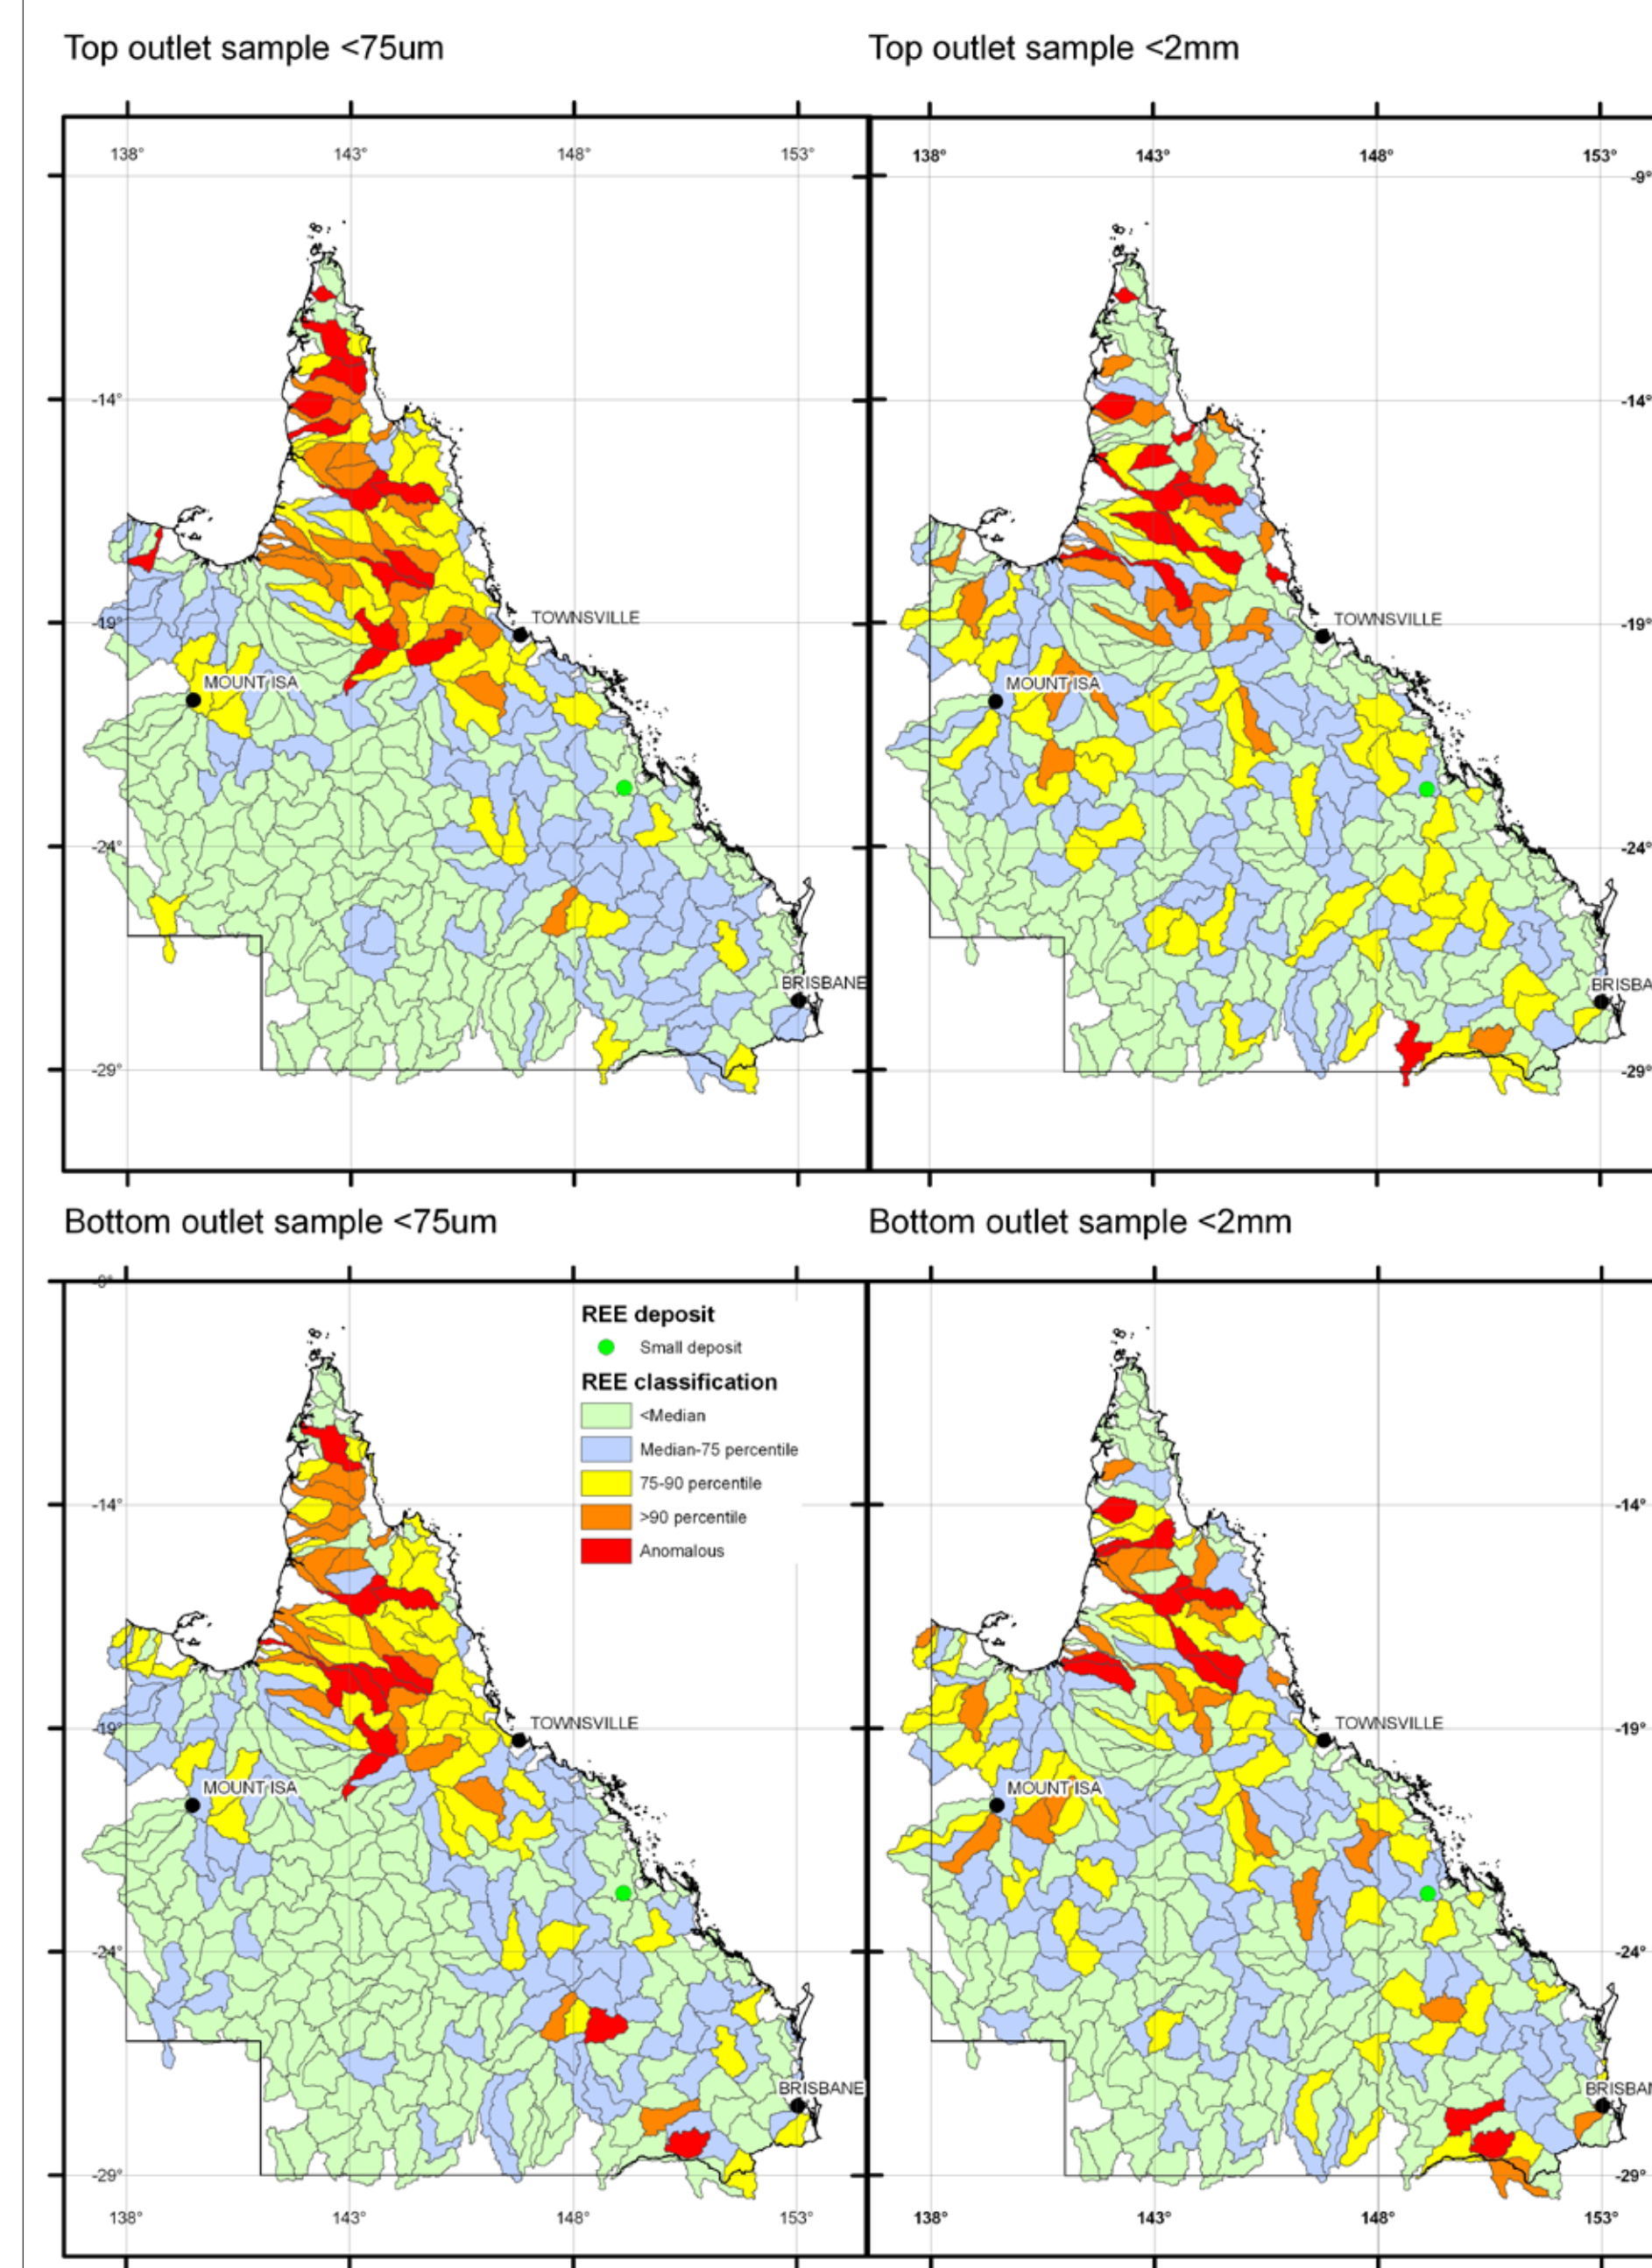 Top outlet sample <75um
Top outlet sample <2mm
138° 143° 148° 153°
138° 143° 148° 153°
-9°
-14°
-14°
TOWNSVILLE
TOWNSVILLE
-19°
-19°
MOUNT ISA
MOUNT ISA
-24°
-24°
BRISBANE
BRISBA
-29°
-29°
Bottom outlet sample <75um
Bottom outlet sample <2mm
-9°
REE deposit
Small deposit
REE classification
<Median
Median-75 percentile
75-90 percentile
>90 percentile
Anomalous
-14°
-14°
TOWNSVILLE
TOWNSVILLE
-19°
-19°
MOUNT ISA
MOUNT ISA
-24°
-24°
BRISBANE
BRISBAN
-29°
-29°
138° 143° 148° 153°
138° 143° 148° 153°